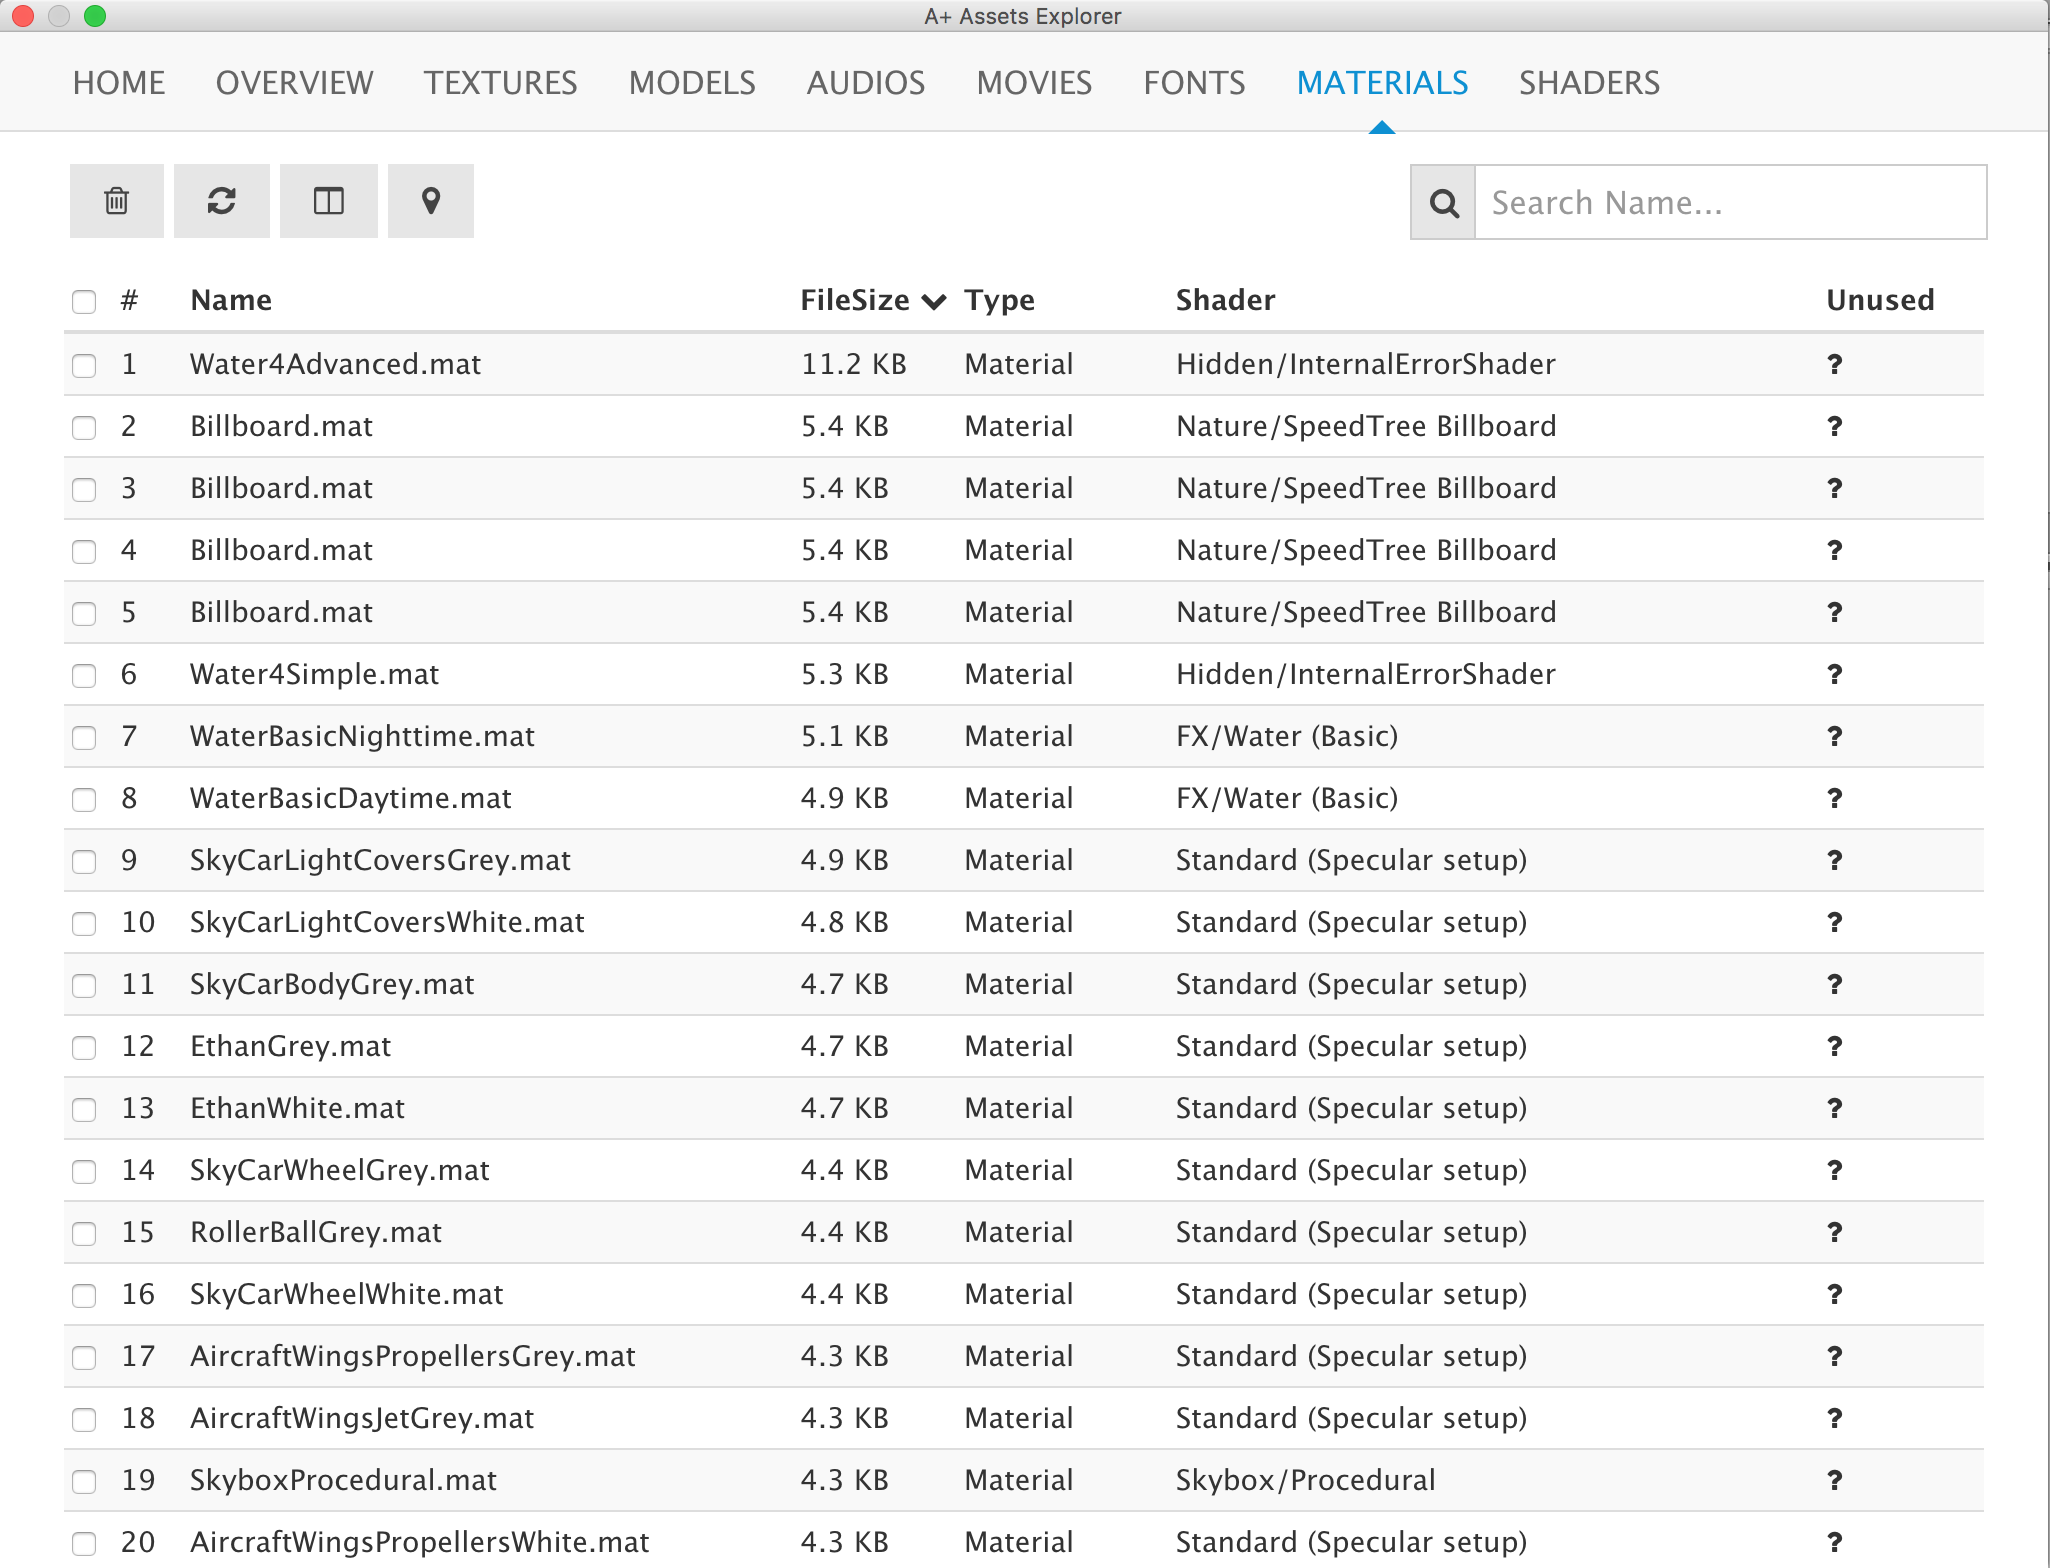 A+ Assets Explorer
HOME OVERVIEW TEXTURES MODELS AUDIOS MOVIES FONTS MATERIALS SHADERS
Search Name...
# Name FileSize Type Shader Unused
1 Water4Advanced.mat 11.2 KB Material Hidden/InternalErrorShader ?
2 Billboard.mat 5.4 KB Material Nature/SpeedTree Billboard ?
3 Billboard.mat 5.4 KB Material Nature/SpeedTree Billboard ?
4 Billboard.mat 5.4 KB Material Nature/SpeedTree Billboard ?
5 Billboard.mat 5.4 KB Material Nature/SpeedTree Billboard ?
6 Water4Simple.mat 5.3 KB Material Hidden/InternalErrorShader ?
7 WaterBasicNighttime.mat 5.1 KB Material FX/Water (Basic) ?
8 WaterBasicDaytime.mat 4.9 KB Material FX/Water (Basic) ?
9 SkyCarLightCoversGrey.mat 4.9 KB Material Standard (Specular setup) ?
10 SkyCarLightCoversWhite.mat 4.8 KB Material Standard (Specular setup) ?
11 SkyCarBodyGrey.mat 4.7 KB Material Standard (Specular setup) ?
12 EthanGrey.mat 4.7 KB Material Standard (Specular setup) ?
13 EthanWhite.mat 4.7 KB Material Standard (Specular setup) ?
14 SkyCarWheelGrey.mat 4.4 KB Material Standard (Specular setup) ?
15 RollerBallGrey.mat 4.4 KB Material Standard (Specular setup) ?
16 SkyCarWheelWhite.mat 4.4 KB Material Standard (Specular setup) ?
17 AircraftWingsPropellersGrey.mat 4.3 KB Material Standard (Specular setup) ?
18 AircraftWingsJetGrey.mat 4.3 KB Material Standard (Specular setup) ?
19 SkyboxProcedural.mat 4.3 KB Material Skybox/Procedural ?
20 AircraftWingsPropellersWhite.mat 4.3 KB Material Standard (Specular setup) ?